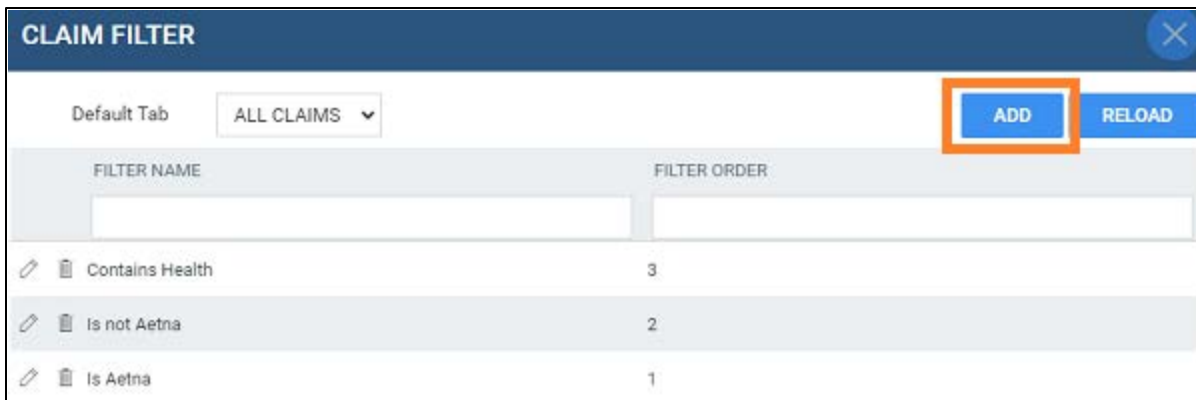 CLAIM FILTER
Default Tab ALL CLAIMS ADD RELOAD
FILTER NAME FILTER ORDER
Contains Health 3
Is not Aetna 2
Is Aetna 1